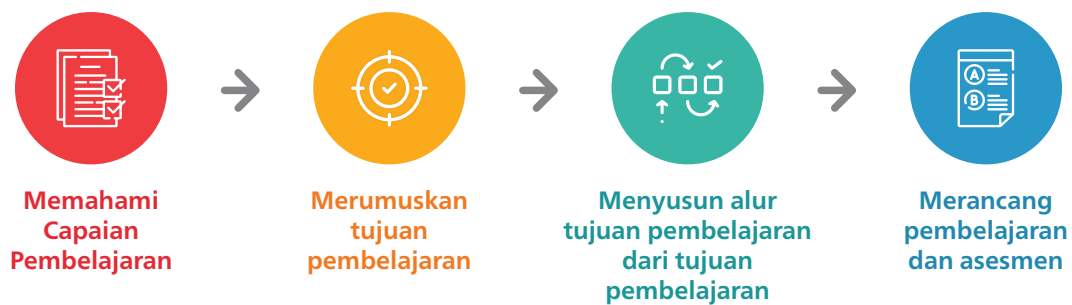 Memahami
Capaian
Pembelajaran
Merumuskan
tujuan
pembelajaran
Menyusun alur
tujuan pembelajaran
dari tujuan
pembelajaran
A
B
Merancang
pembelajaran
dan asesmen